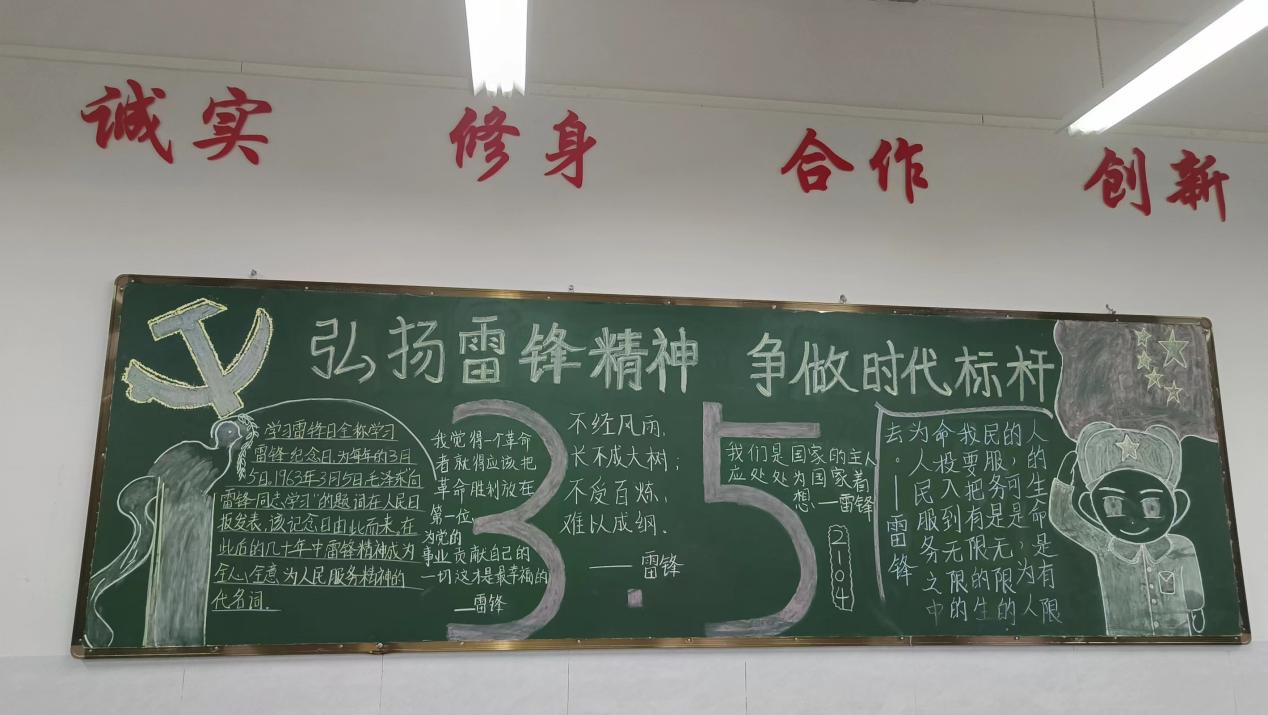 诚实
修身
合作
创新
弘扬雷锋精神 争做时代标杆
学习雷锋日全称学习
雷锋纪念日,为每年的3月
5日,1963年3月5日,毛泽东“向
雷锋同志学习”的题词在人民日
报发表,该记念日由此而来,在
此后的几十年中雷锋精神成为
全心全意为人民服务精神的
代名词。
3.5
我觉得一个革命
者就得应该把
革命胜利放在
第一位,
为党的
事业贡献自己的
一切这才是最幸福的
——雷锋
不经风雨,
长不成大树;
不受百炼,
难以成纲.
——雷锋
我们是国家的主人
应处处为国家着
想,—雷锋
2104
人的生命是有限
的,可是,为人
民服务是无限的
我要把有限的生
命投入到无限的
为人民服务之中
去。——雷锋